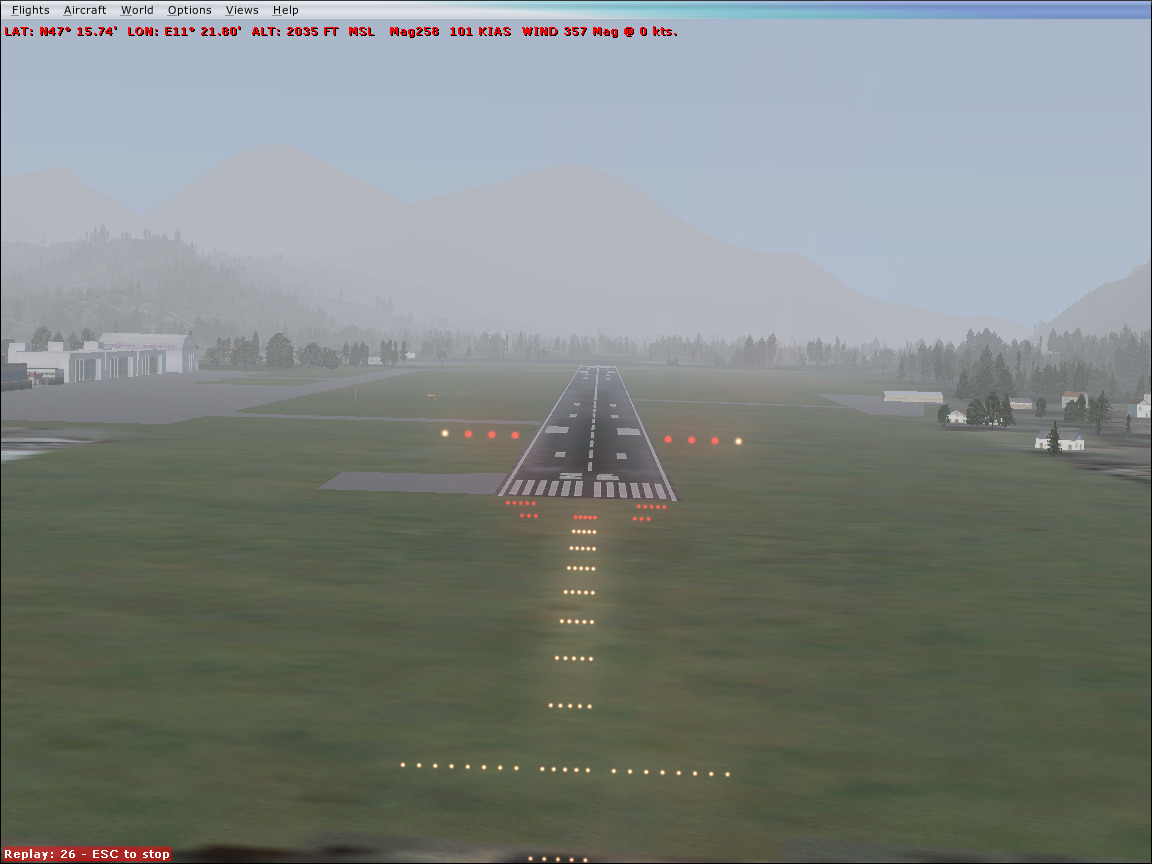 Flights Aircraft World Options Views Help
LAT: N47° 15.74' LON: E11° 21.80' ALT: 2035 FT MSL Mag258 101 KIAS WIND 357 Mag @ 0 kts.
26
Replay: 26 - ESC to stop